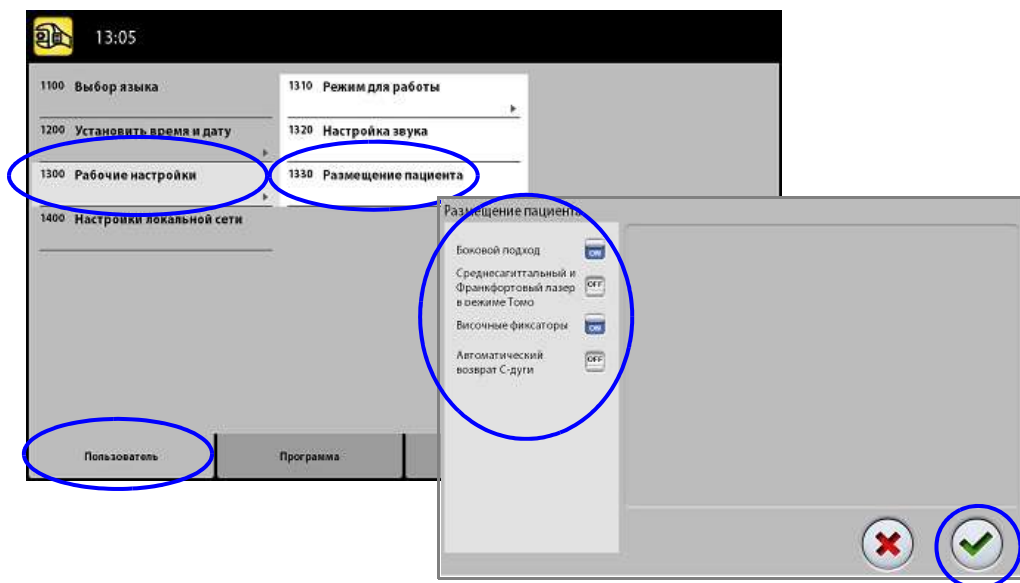 13:05
1100 Выбор языка
1310 Режим для работы
1200 Установить время и дату
1320 Настройка звука
1300 Рабочие настройки
1330 Размещение пациента
1400 Настройки локальной сети
Размещение пациента
Боковой подход ON
Среднесагиттальный и
Франкфортовый лазер OFF
в режиме Томо
Височные фиксаторы ON
Автоматический OFF
возврат С-дуги
Пользователь
Программа